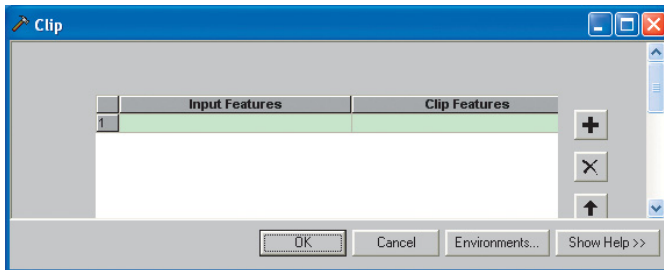 Clip
Input Features Clip Features
1
OK Cancel Environments... Show Help >>